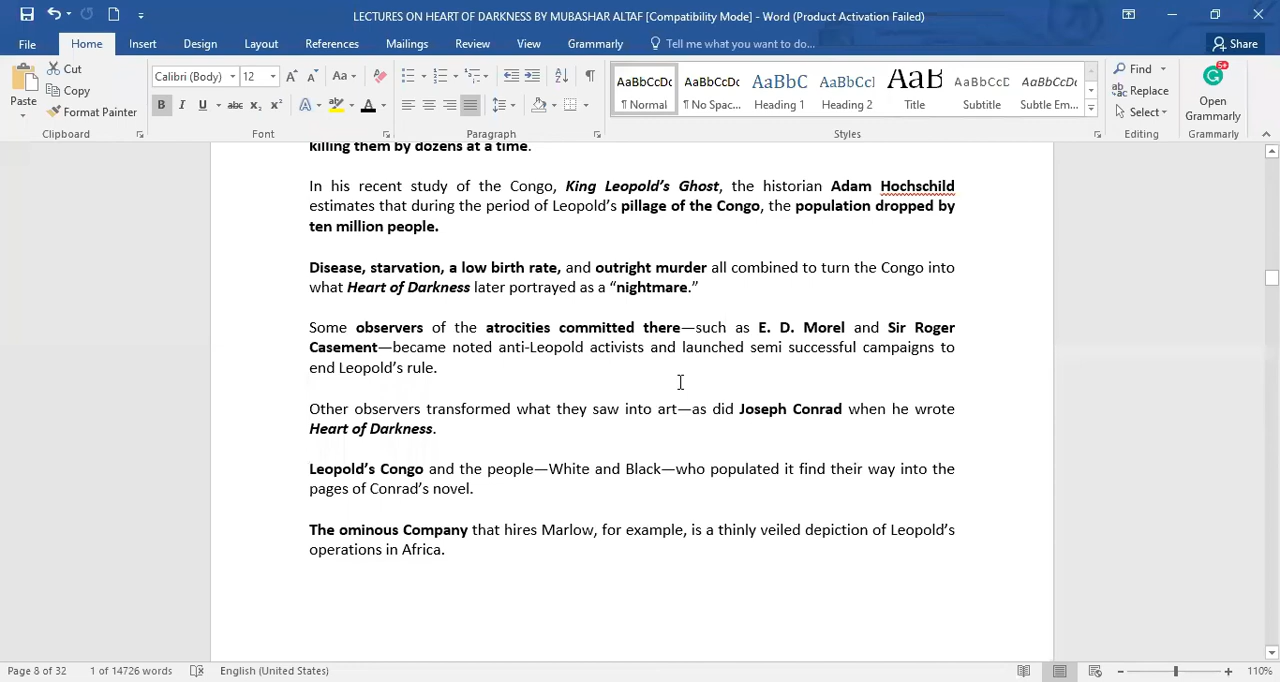 LECTURES ON HEART OF DARKNESS BY MUBASHAR ALTAF [Compatibility Mode] - Word (Product Activation Failed)
File Home Insert Design Layout References Mailings Review View Grammarly Tell me what you want to do... Share
Cut
Copy
Format Painter
Paste
Calibri (Body) 12
A A Aa
B I U abc X₂ X² A A
AaBbCcDc AaBbCcDc AaBbC AaBbCcl AaB AaBbCcD AaBbCcDc
¶ Normal ¶ No Spac... Heading 1 Heading 2 Title Subtitle Subtle Em...
Find
Replace
Select
Open
Grammarly
Clipboard Font Paragraph Styles Editing Grammarly
killing them by dozens at a time.
In his recent study of the Congo, King Leopold’s Ghost, the historian Adam Hochschild
estimates that during the period of Leopold’s pillage of the Congo, the population dropped by
ten million people.
Disease, starvation, a low birth rate, and outright murder all combined to turn the Congo into
what Heart of Darkness later portrayed as a “nightmare.”
Some observers of the atrocities committed there—such as E. D. Morel and Sir Roger
Casement—became noted anti-Leopold activists and launched semi successful campaigns to
end Leopold’s rule.
Other observers transformed what they saw into art—as did Joseph Conrad when he wrote
Heart of Darkness.
Leopold’s Congo and the people—White and Black—who populated it find their way into the
pages of Conrad’s novel.
The ominous Company that hires Marlow, for example, is a thinly veiled depiction of Leopold’s
operations in Africa.
Page 8 of 32 1 of 14726 words English (United States) 110%